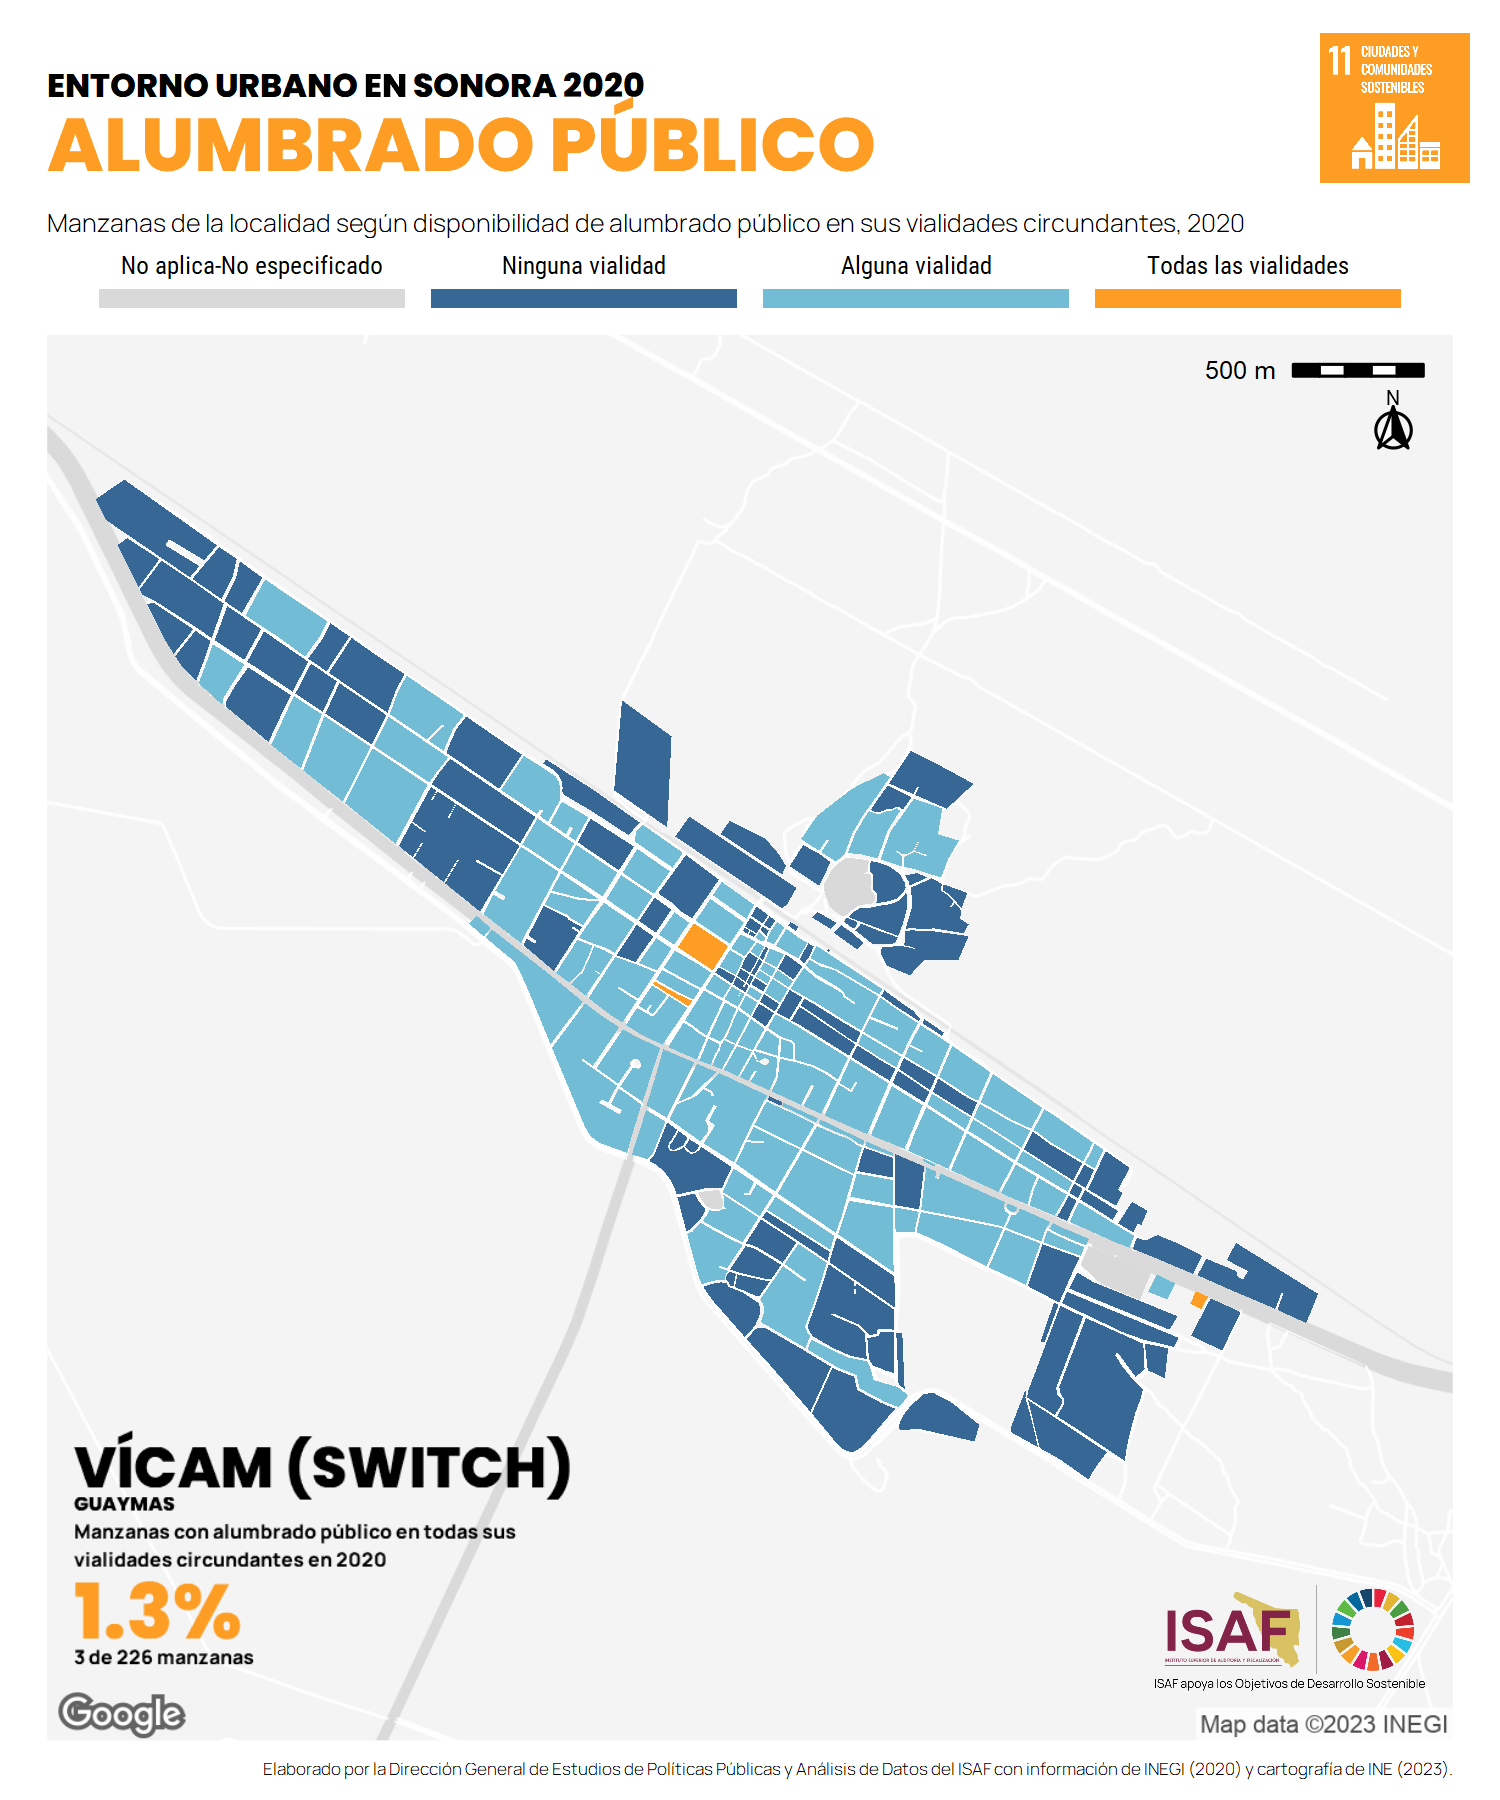 ENTORNO URBANO EN SONORA 2020
ALUMBRADO PÚBLICO
11 CIUDADES Y
COMUNIDADES
SOSTENIBLES
Manzanas de la localidad según disponibilidad de alumbrado público en sus vialidades circundantes, 2020
No aplica-No especificado Ninguna vialidad Alguna vialidad Todas las vialidades
500 m
N
VÍCAM (SWITCH)
GUAYMAS
Manzanas con alumbrado público en todas sus
vialidades circundantes en 2020
1.3%
3 de 226 manzanas
ISAF
INSTITUTO SUPERIOR DE AUDITORÍA Y FISCALIZACIÓN
ISAF apoya los Objetivos de Desarrollo Sostenible
Google
Map data ©2023 INEGI
Elaborado por la Dirección General de Estudios de Políticas Públicas y Análisis de Datos del ISAF con información de INEGI (2020) y cartografía de INE (2023).